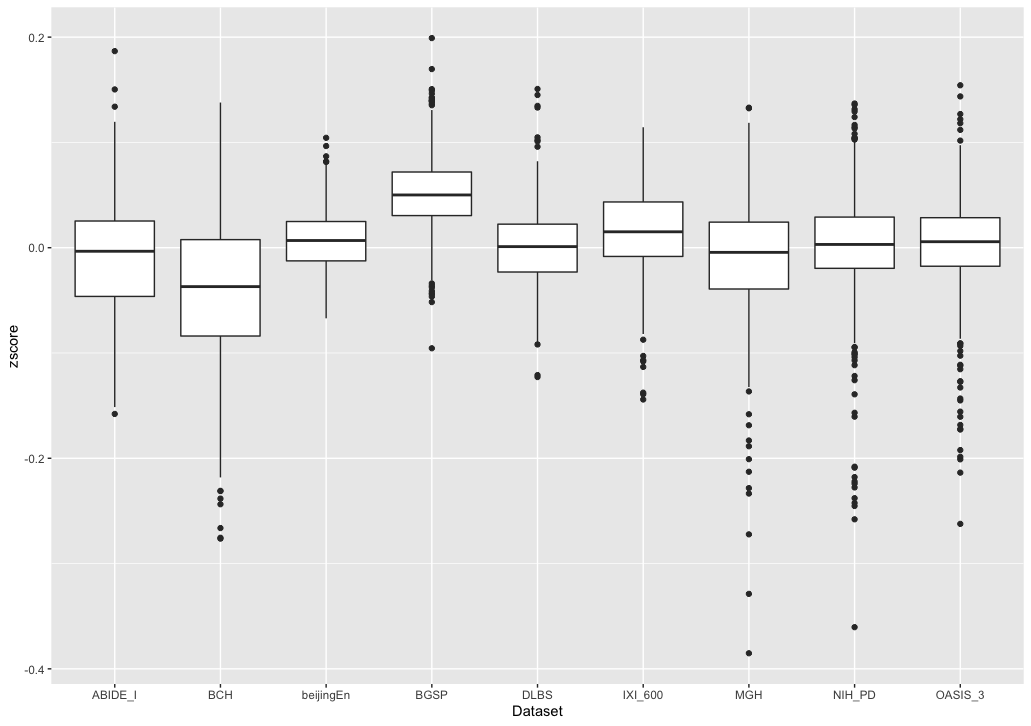 zscore
0.2
0.0
-0.2
-0.4
ABIDE_I BCH beijingEn BGSP DLBS IXI_600 MGH NIH_PD OASIS_3
Dataset